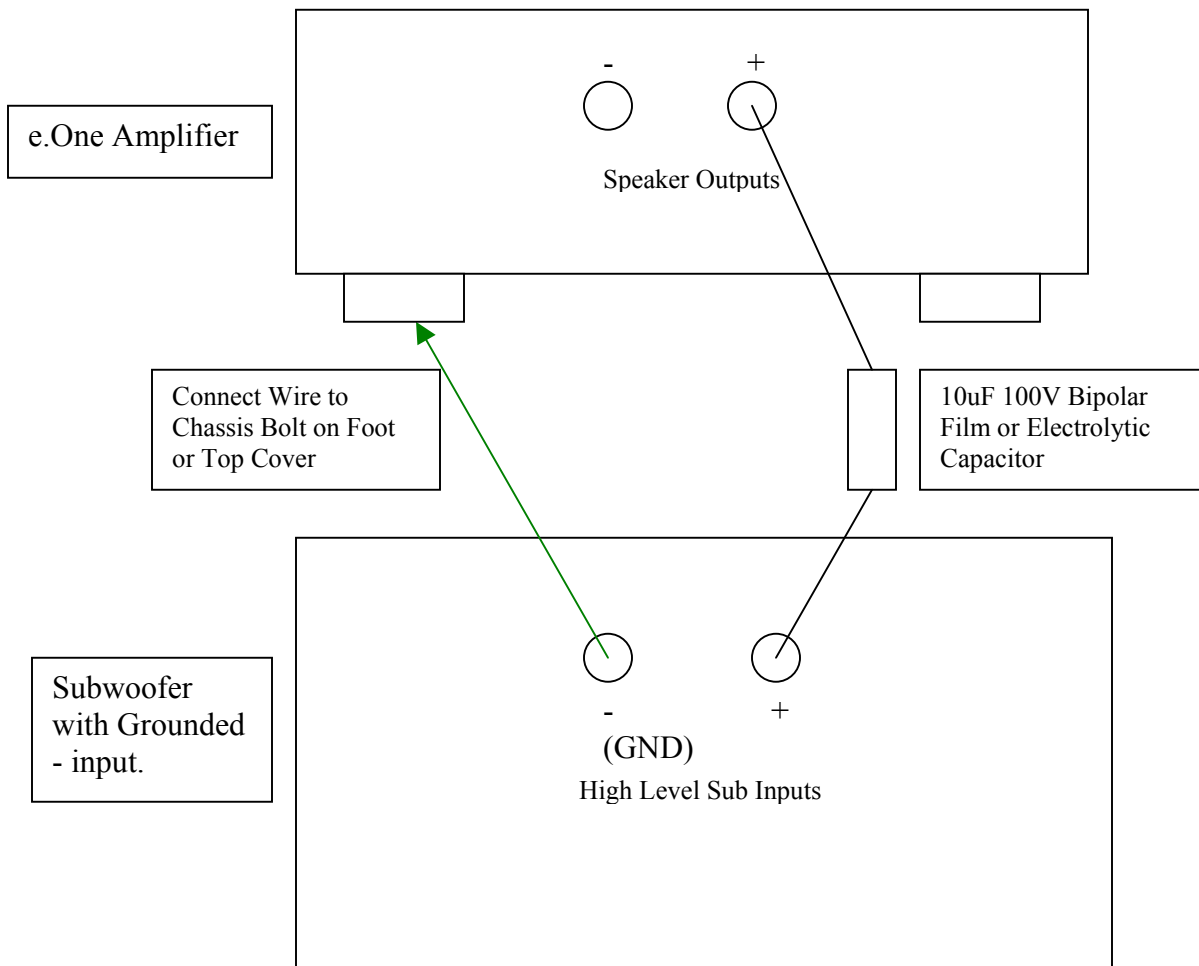 - +
e.One Amplifier
Speaker Outputs
Connect Wire to
Chassis Bolt on Foot
or Top Cover
10uF 100V Bipolar
Film or Electrolytic
Capacitor
Subwoofer
with Grounded
- input.
- +
(GND)
High Level Sub Inputs